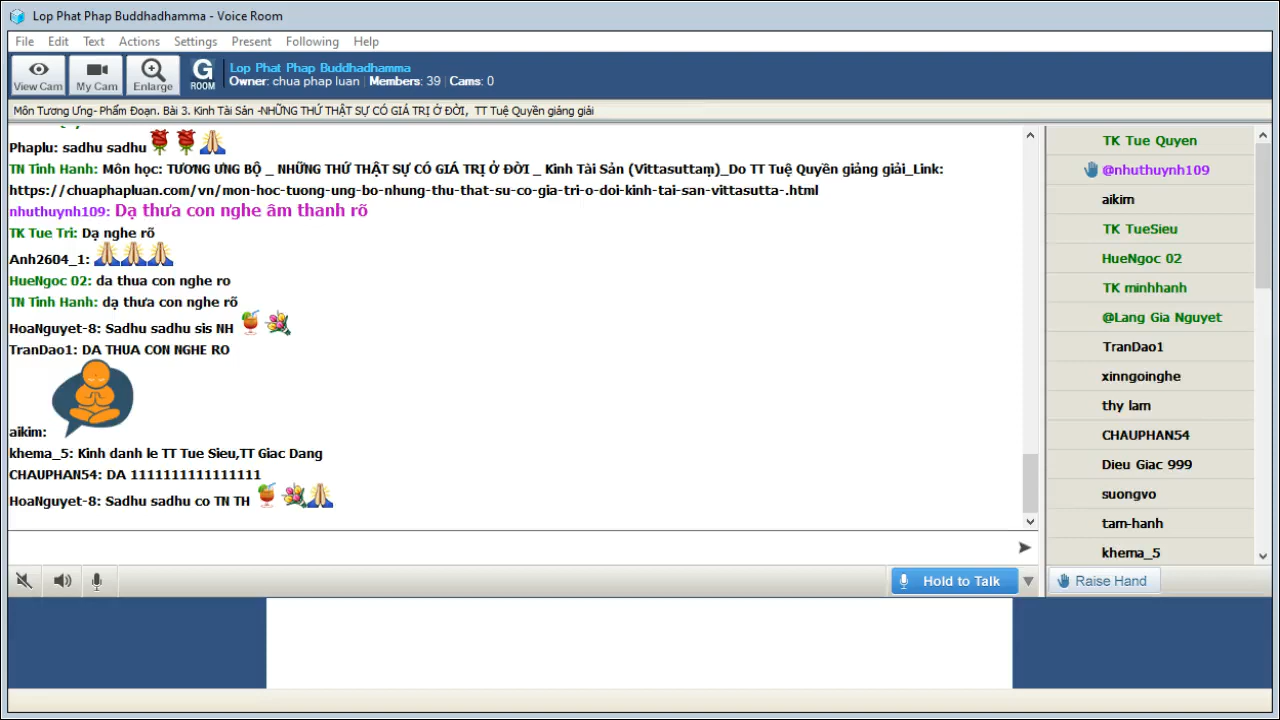 Lop Phat Phap Buddhadhamma - Voice Room
File Edit Text Actions Settings Present Following Help
View Cam My Cam Enlarge G ROOM
Lop Phat Phap Buddhadhamma
Owner: chua phap luan Members: 39 Cams: 0
Môn Tương Ưng- Phẩm Đoạn. Bài 3. Kinh Tài Sản -NHỮNG THỨ THẬT SỰ CÓ GIÁ TRỊ Ở ĐỜI, TT Tuệ Quyền giảng giải
Phaplu: sadhu sadhu
TN Tinh Hanh: Môn học: TƯƠNG ƯNG BỘ _ NHỮNG THỨ THẬT SỰ CÓ GIÁ TRỊ Ở ĐỜI _ Kinh Tài Sản (Vittasuttaṃ)_Do TT Tuệ Quyền giảng giải_Link:
https://chuaphapluan.com/vn/mon-hoc-tuong-ung-bo-nhung-thu-that-su-co-gia-tri-o-doi-kinh-tai-san-vittasutta-.html
nhuthuynh109: Dạ thưa con nghe âm thanh rõ
TK Tue Tri: Dạ nghe rõ
Anh2604_1:
HueNgoc 02: da thua con nghe ro
TN Tinh Hanh: dạ thưa con nghe rõ
HoaNguyet-8: Sadhu sadhu sis NH
TranDao1: DA THUA CON NGHE RO
aikim:
khema_5: Kinh danh le TT Tue Sieu,TT Giac Dang
CHAUPHAN54: DA 1111111111111111
HoaNguyet-8: Sadhu sadhu co TN TH
Hold to Talk
TK Tue Quyen
@nhuthuynh109
aikim
TK TueSieu
HueNgoc 02
TK minhhanh
@Lang Gia Nguyet
TranDao1
xinngoinghe
thy lam
CHAUPHAN54
Dieu Giac 999
suongvo
tam-hanh
khema_5
Raise Hand